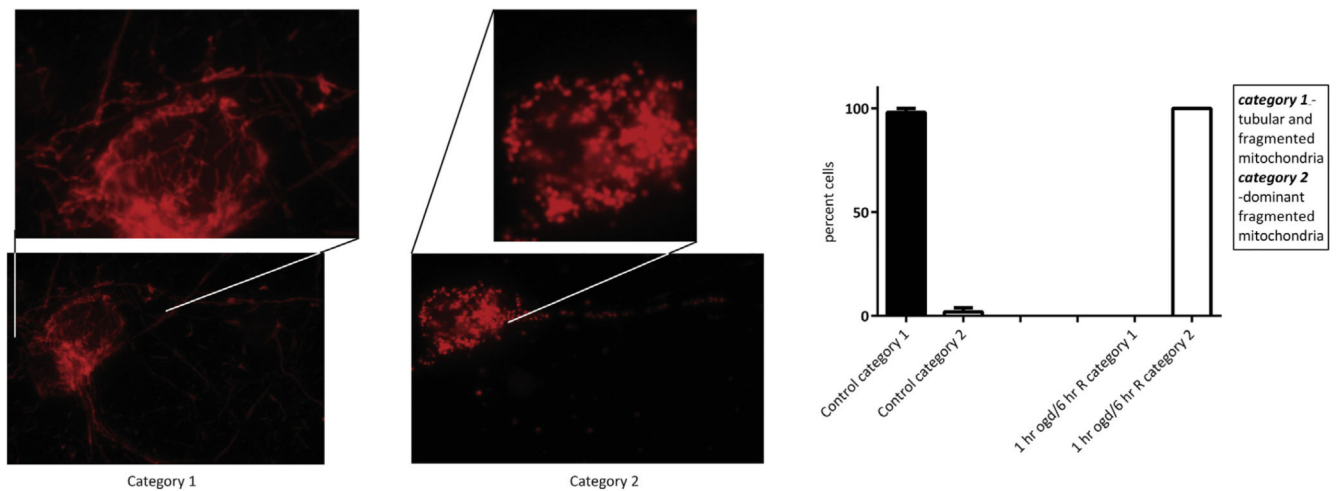 Category 1
Category 2
percent cells
100
50
0
Control category 1
Control category 2
1 hr ogd/6 hr R category 1
1 hr ogd/6 hr R category 2
category 1 -
tubular and
fragmented
mitochondria
category 2
-dominant
fragmented
mitochondria